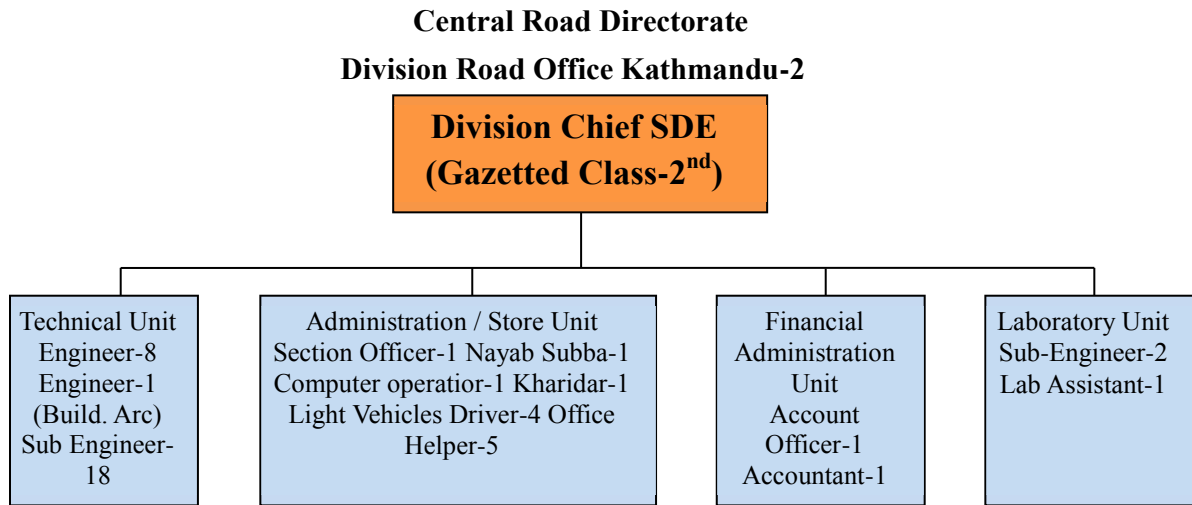 Central Road Directorate
Division Road Office Kathmandu-2
Division Chief SDE
(Gazetted Class-2nd)
Technical Unit
Engineer-8
Engineer-1
(Build. Arc)
Sub Engineer-
18
Administration / Store Unit
Section Officer-1 Nayab Subba-1
Computer operatior-1 Kharidar-1
Light Vehicles Driver-4 Office
Helper-5
Financial
Administration
Unit
Account
Officer-1
Accountant-1
Laboratory Unit
Sub-Engineer-2
Lab Assistant-1